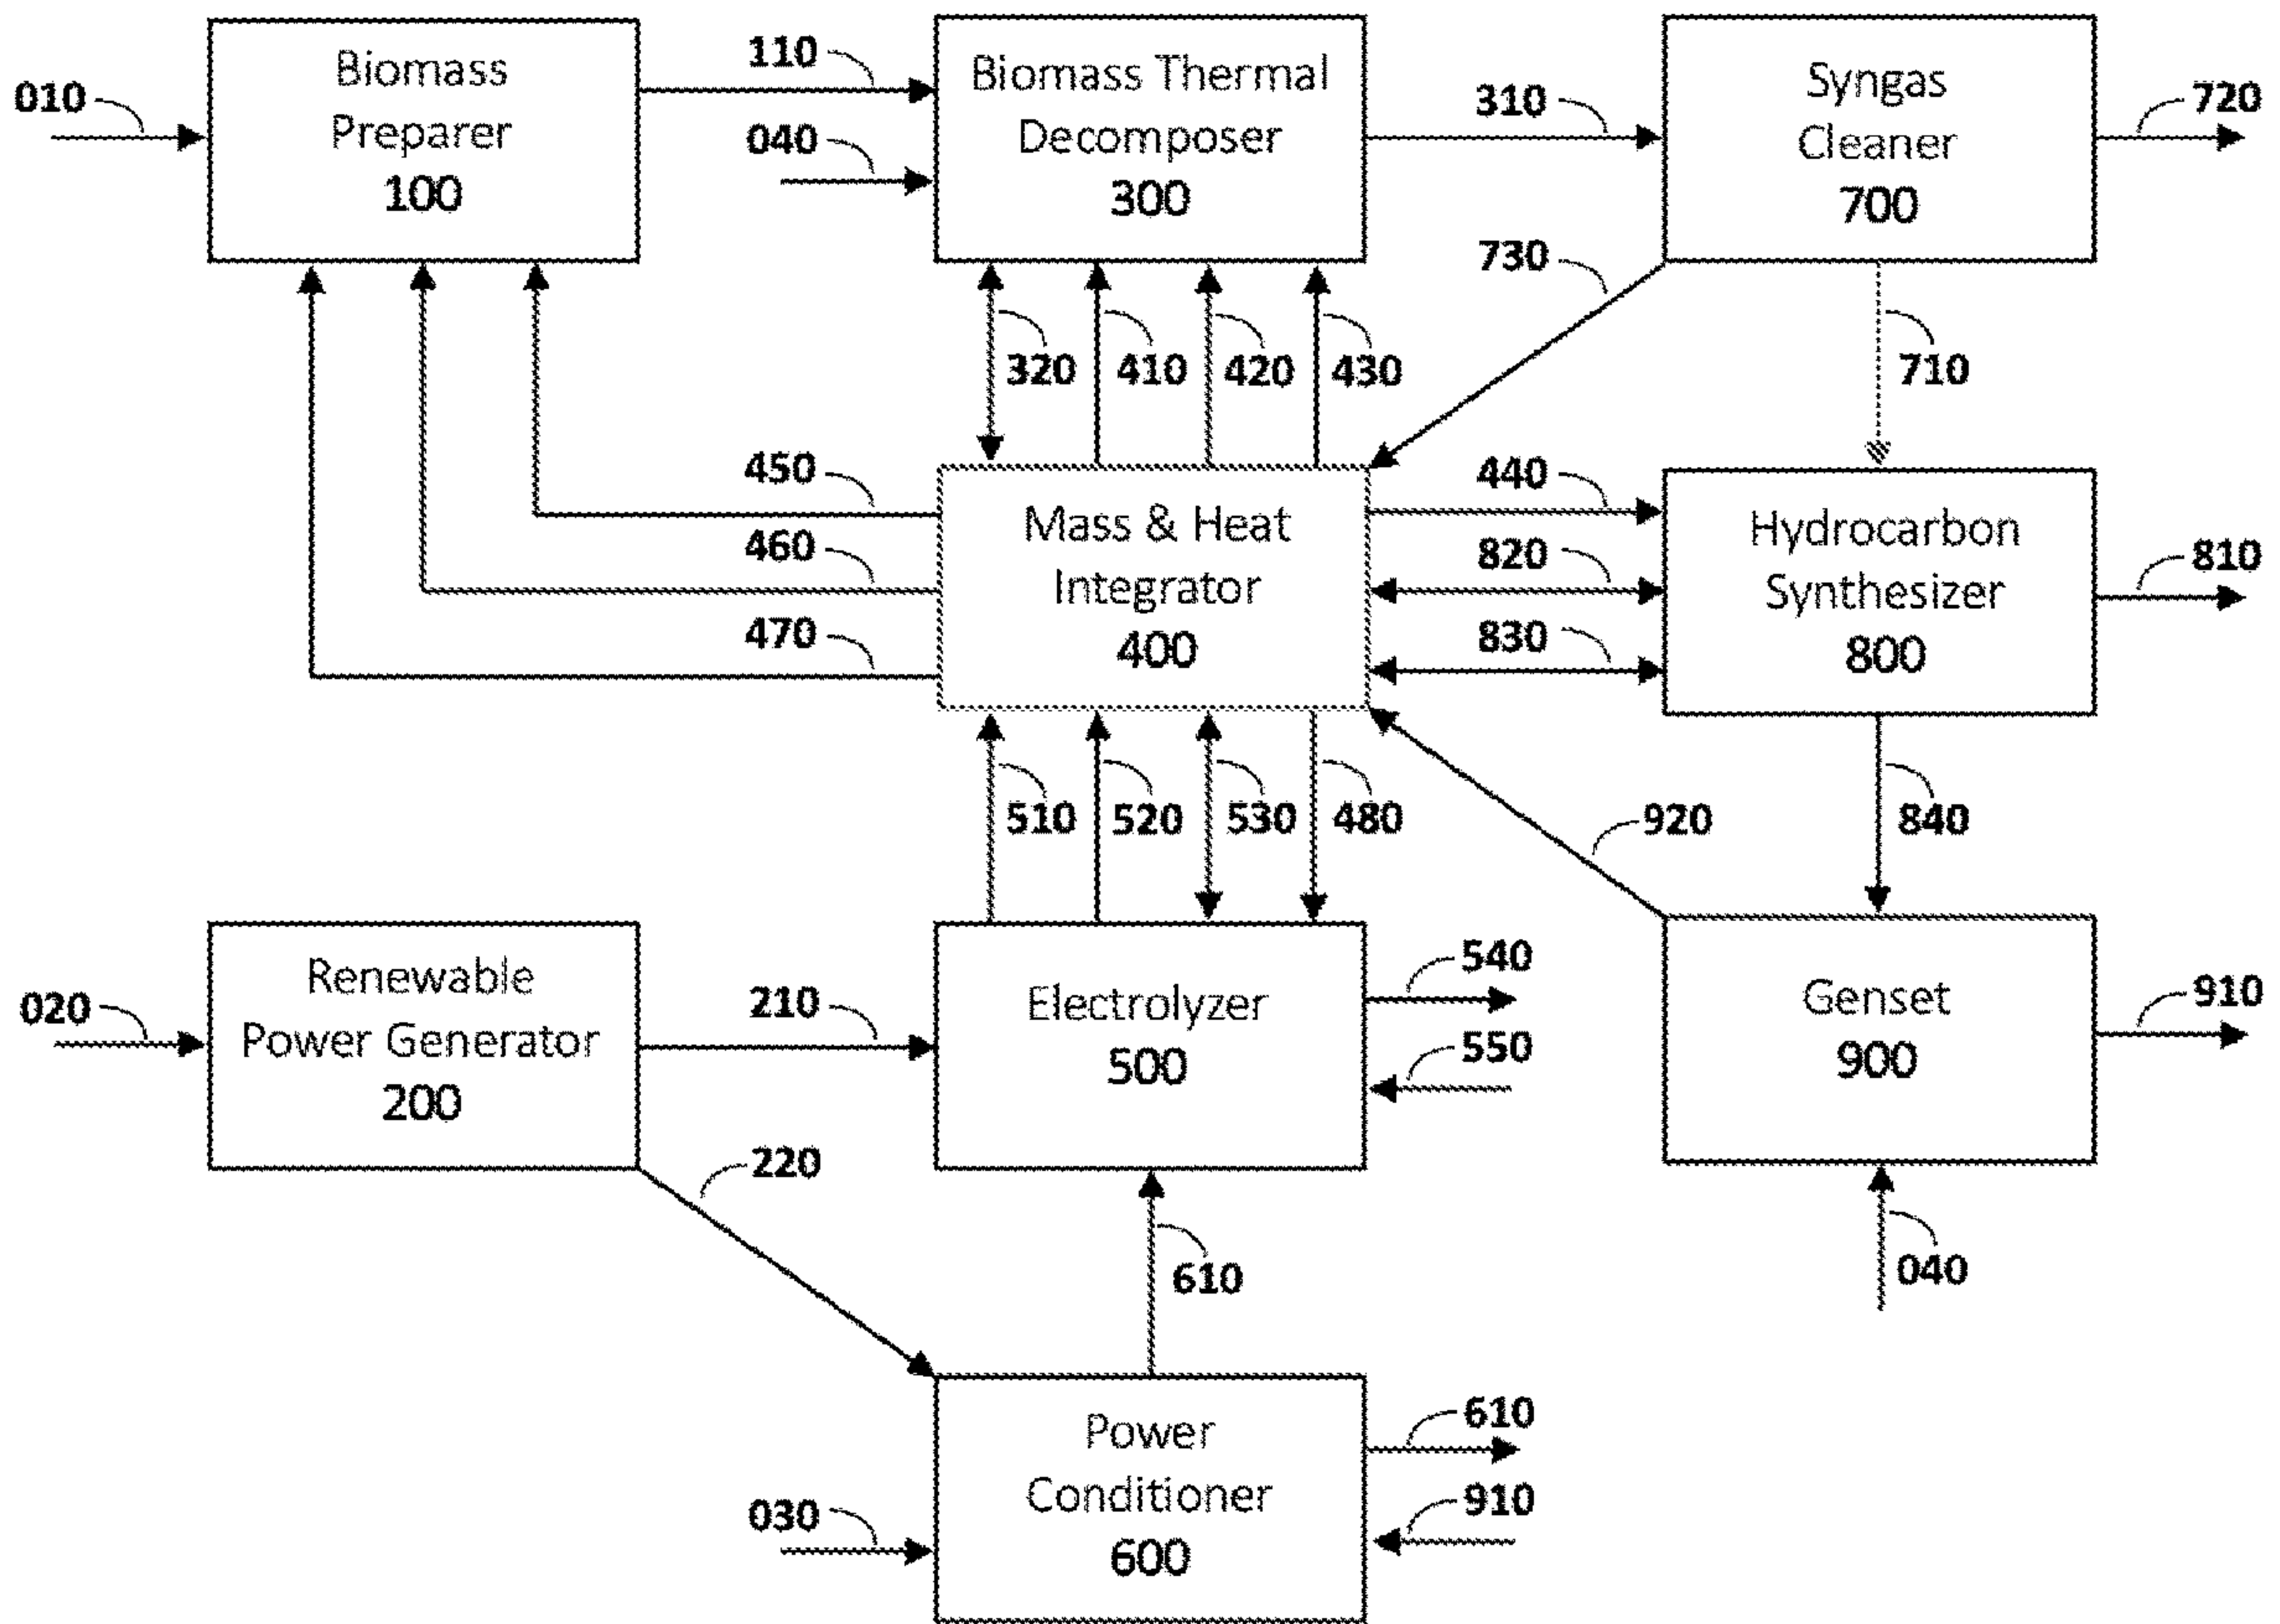 010
Biomass
Preparer
100
110
040
Biomass Thermal
Decomposer
300
310
Syngas
Cleaner
700
720
730
320
410
420
430
710
450
460
470
Mass & Heat
Integrator
400
440
820
830
Hydrocarbon
Synthesizer
800
810
510
520
530
480
920
840
020
Renewable
Power Generator
200
210
220
Electrolyzer
500
540
550
Genset
900
910
610
040
030
Power
Conditioner
600
610
910